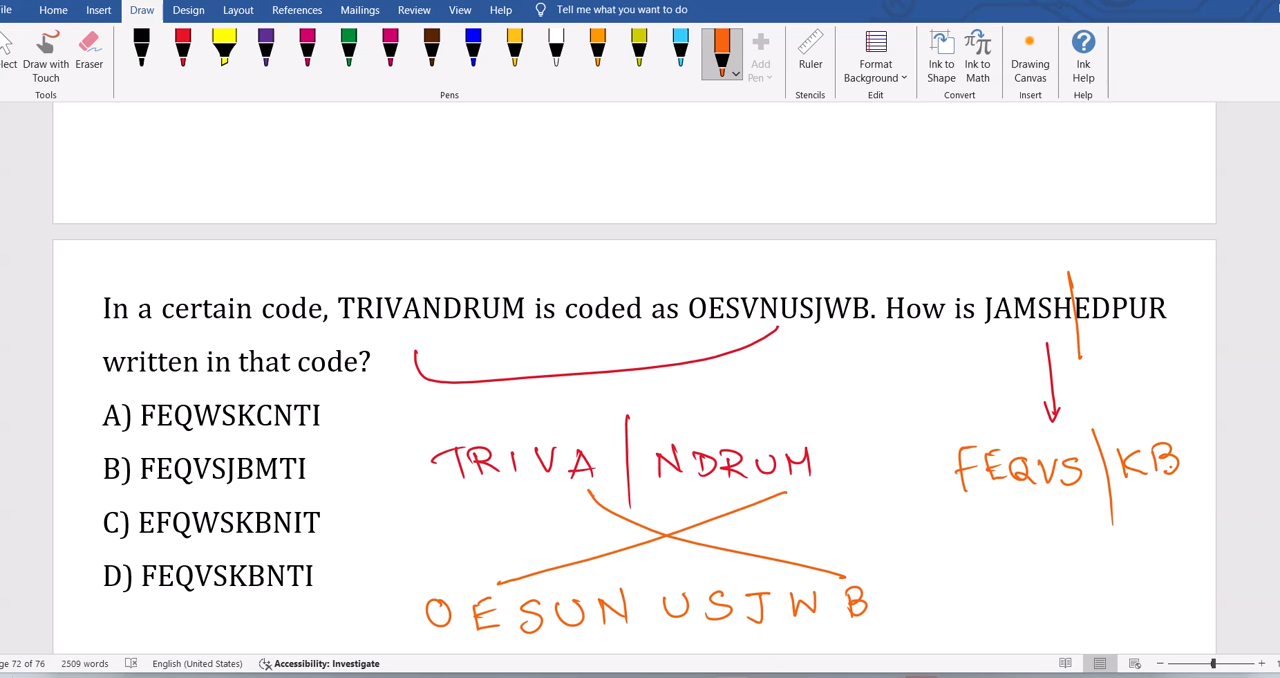 File Home Insert Draw Design Layout References Mailings Review View Help Tell me what you want to do
Draw with Touch Eraser Ruler Add Pen Format Background Ink to Shape Ink to Math Drawing Canvas Ink Help
Tools Pens Stencils Edit Convert Insert Help
In a certain code, TRIVANDRUM is coded as OESVNUSJWB. How is JAMSHEDPUR
written in that code?
A) FEQWSKCNTI
B) FEQVSJBMTI
C) EFQWSKBNIT
D) FEQVSKBNTI
TRIVA | NDRUM
FEQVS | KB
OESUN USJWB
72 of 76 2509 words English (United States) Accessibility: Investigate